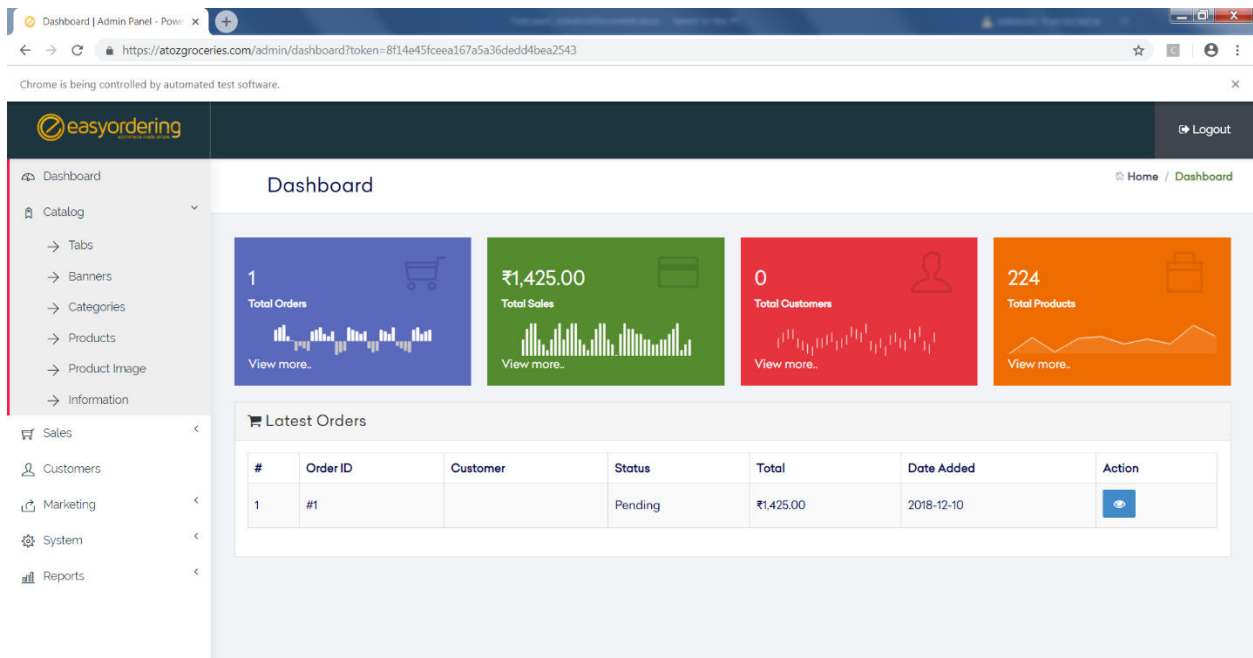 Dashboard | Admin Panel - Pow
https://atozgroceries.com/admin/dashboard?token=8f14e45fceea167a5a36dedd4bea2543
Chrome is being controlled by automated test software.
easyordering
ecommerce made simple
Logout
Dashboard
Catalog
Tabs
Banners
Categories
Products
Product Image
Information
Sales
Customers
Marketing
System
Reports
Dashboard
Home / Dashboard
1
Total Orders
View more..
₹1,425.00
Total Sales
View more..
0
Total Customers
View more..
224
Total Products
View more..
Latest Orders
# Order ID Customer Status Total Date Added Action
1 #1 Pending ₹1,425.00 2018-12-10